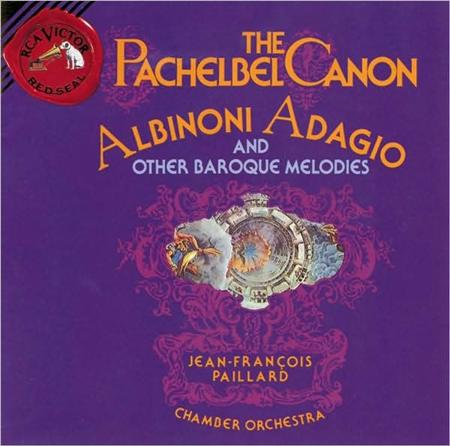 RCA VICTOR
RED SEAL
THE
PACHELBEL CANON
ALBINONI ADAGIO
AND
OTHER BAROQUE MELODIES
JEAN-FRANÇOIS
PAILLARD
CHAMBER ORCHESTRA